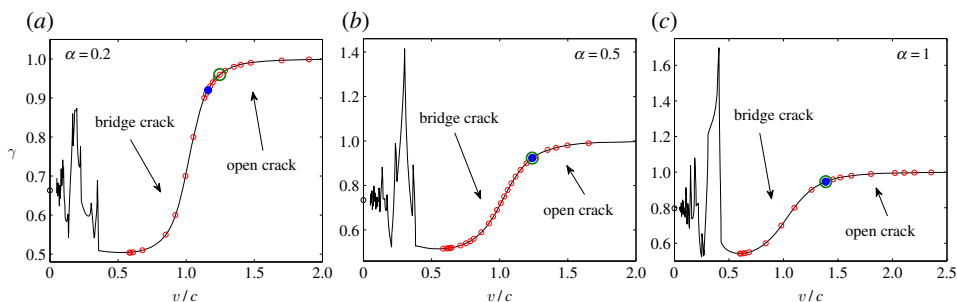 (a)
(b)
(c)
α = 0.2
α = 0.5
α = 1
1.0
0.9
0.8
0.7
0.6
0.5
γ
bridge crack
open crack
0
0.5
1.0
1.5
2.0
v/c
1.4
1.2
1.0
0.8
0.6
bridge crack
open crack
0
0.5
1.0
1.5
2.0
v/c
1.6
1.4
1.2
1.0
0.8
0.6
bridge crack
open crack
0
0.5
1.0
1.5
2.0
2.5
v/c